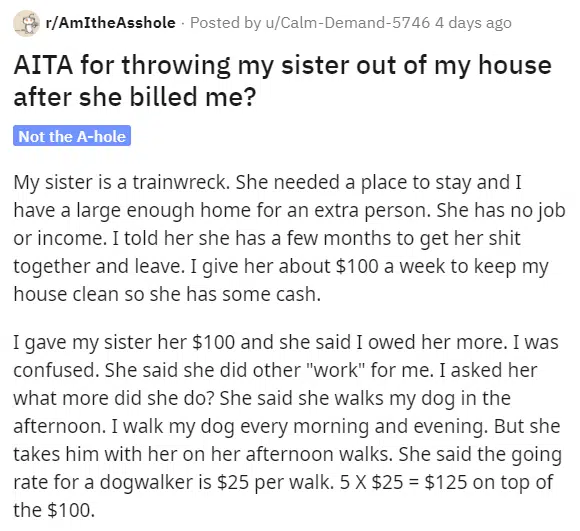 r/AmItheAsshole · Posted by u/Calm-Demand-5746 4 days ago
AITA for throwing my sister out of my house
after she billed me?
Not the A-hole
My sister is a trainwreck. She needed a place to stay and I
have a large enough home for an extra person. She has no job
or income. I told her she has a few months to get her shit
together and leave. I give her about $100 a week to keep my
house clean so she has some cash.
I gave my sister her $100 and she said I owed her more. I was
confused. She said she did other "work" for me. I asked her
what more did she do? She said she walks my dog in the
afternoon. I walk my dog every morning and evening. But she
takes him with her on her afternoon walks. She said the going
rate for a dogwalker is $25 per walk. 5 X $25 = $125 on top of
the $100.